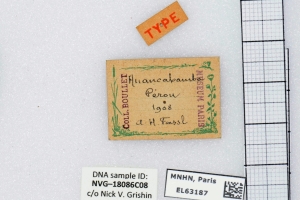 TYPE
Huancabamba
Perou
1908
A. H. Fassl
COLL. BOULLET
MUSEUM PARIS
DNA sample ID:
NVG-18086C08
c/o Nick V. Grishin
MNHN, Paris
EL63187